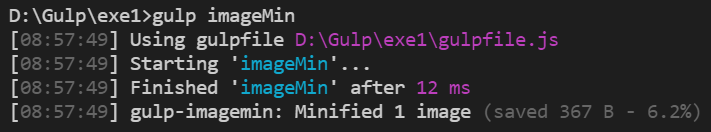 D:\Gulp\exe1>gulp imageMin
[08:57:49] Using gulpfile D:\Gulp\exe1\gulpfile.js
[08:57:49] Starting 'imageMin'...
[08:57:49] Finished 'imageMin' after 12 ms
[08:57:49] gulp-imagemin: Minified 1 image (saved 367 B - 6.2%)